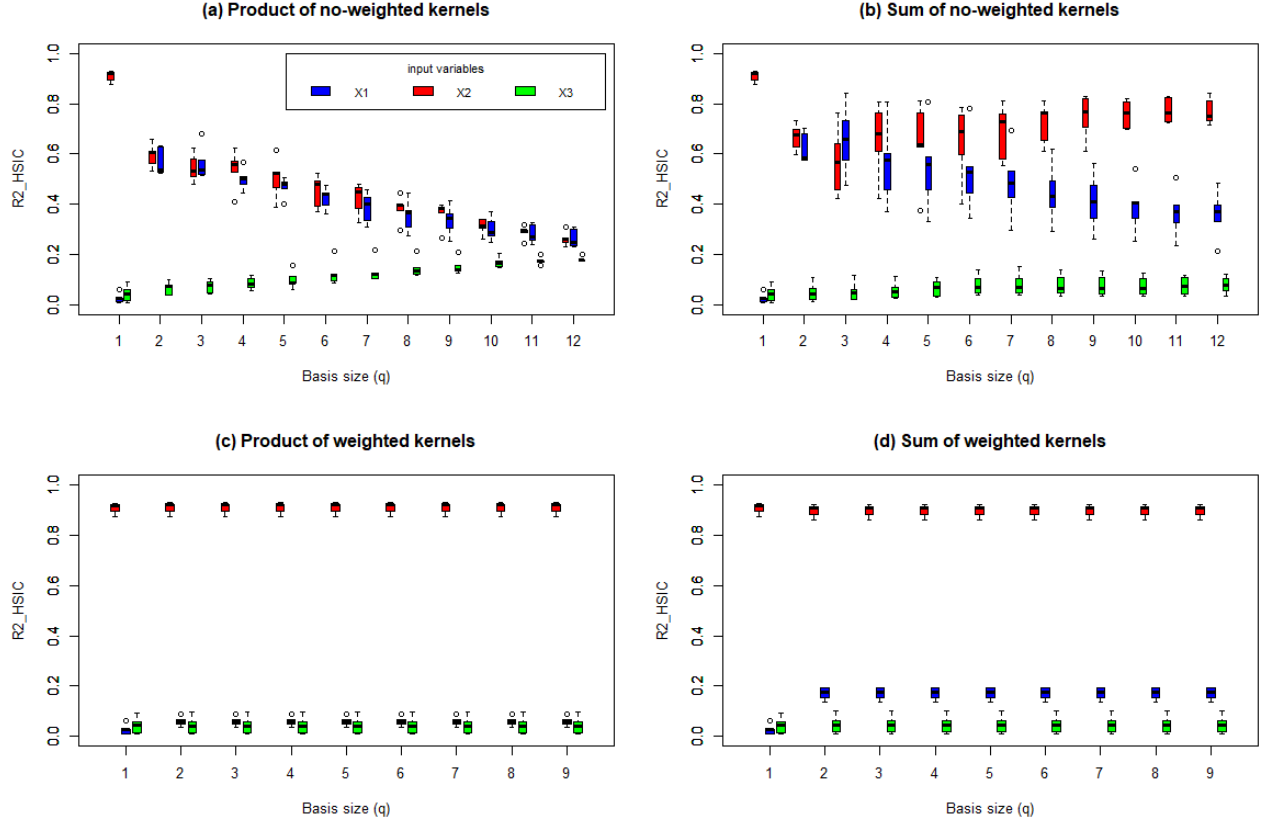 (a) Product of no-weighted kernels
R2_HSIC
1.0
0.8
0.6
0.4
0.2
0.0
input variables
X1 X2 X3
1 2 3 4 5 6 7 8 9 10 11 12
Basis size (q)
(b) Sum of no-weighted kernels
R2_HSIC
1.0
0.8
0.6
0.4
0.2
0.0
1 2 3 4 5 6 7 8 9 10 11 12
Basis size (q)
(c) Product of weighted kernels
R2_HSIC
1.0
0.8
0.6
0.4
0.2
0.0
1 2 3 4 5 6 7 8 9
Basis size (q)
(d) Sum of weighted kernels
R2_HSIC
1.0
0.8
0.6
0.4
0.2
0.0
1 2 3 4 5 6 7 8 9
Basis size (q)